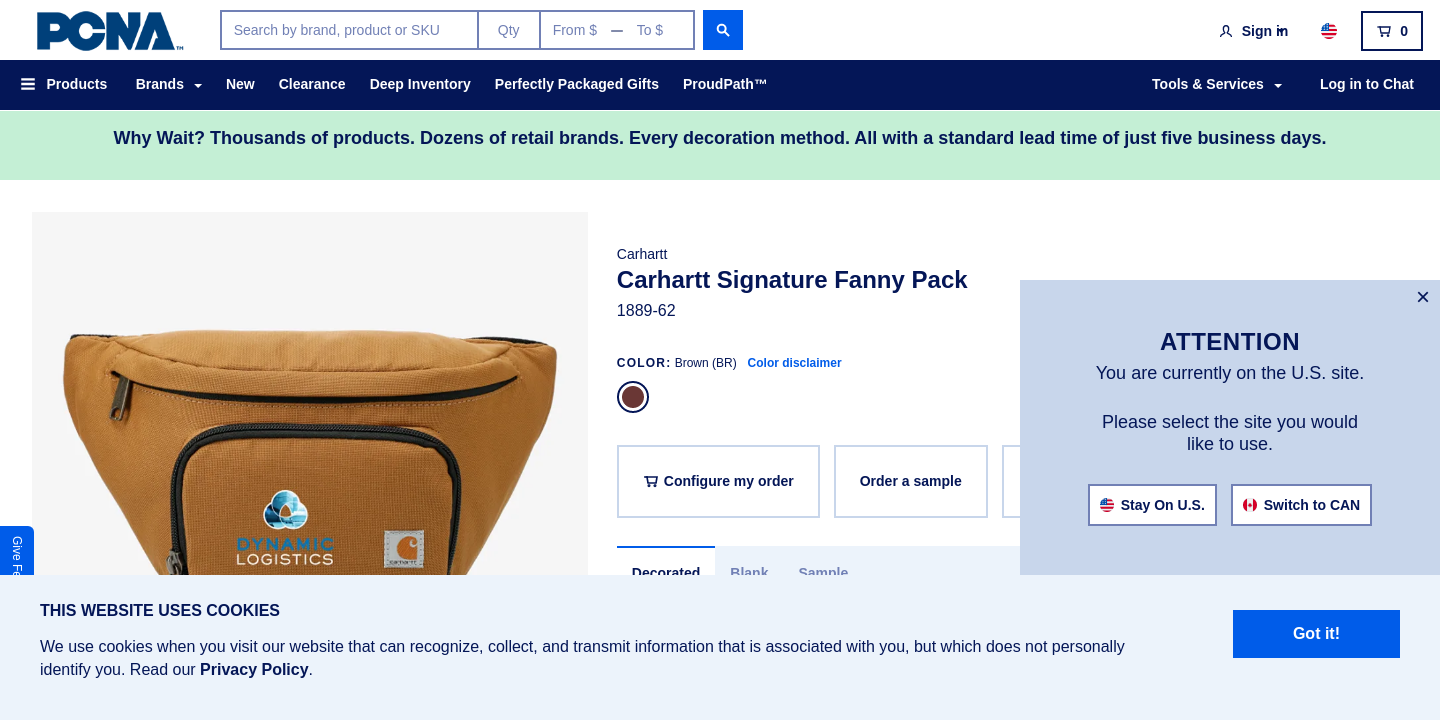 PCNA™
Search by brand, product or SKU
Qty
From $ — To $
Sign in
0
Products
Brands
New
Clearance
Deep Inventory
Perfectly Packaged Gifts
ProudPath™
Tools & Services
Log in to Chat
Why Wait? Thousands of products. Dozens of retail brands. Every decoration method. All with a standard lead time of just five business days.
DYNAMIC
LOGISTICS
carhartt
Carhartt
Carhartt Signature Fanny Pack
1889-62
COLOR: Brown (BR) Color disclaimer
Configure my order
Order a sample
Decorated
Blank
Sample
×
ATTENTION
You are currently on the U.S. site.
Please select the site you would
like to use.
Stay On U.S.
Switch to CAN
Give
THIS WEBSITE USES COOKIES
We use cookies when you visit our website that can recognize, collect, and transmit information that is associated with you, but which does not personally
identify you. Read our Privacy Policy.
Got it!